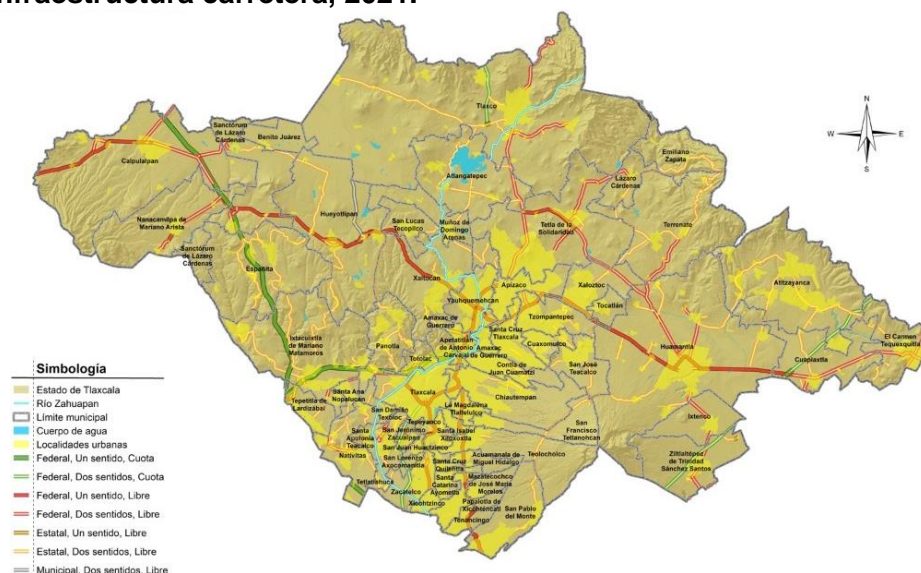 Infraestructura carretera, 2021.
N
W
E
S
Tlaxco
Sanctórum
de Lázaro
Cárdenas
Benito Juárez
Calpulalpan
Emiliano
Zapata
Atlangatepec
Lázaro
Cárdenas
Nanacamilpa de
Mariano Arista
Hueyotlipan
San Lucas
Tecopilco
Muñoz de
Domingo
Arenas
Tetla de la
Solidaridad
Terrenate
Sanctórum
de Lázaro
Cárdenas
Españita
Xaltocan
Apizaco
Xaloztoc
Atltzayanca
Yauhquemehcan
Tocatlán
Amaxac de
Guerrero
Tzompantepec
El Carmen
Tequexquitla
Ixtacuixtla
de Mariano
Matamoros
Panotla
Apetatitlán
de Antonio
Carvajal
Amaxac
de Guerrero
Santa Cruz
Tlaxcala
Cuaxomulco
Huamantla
Cuapiaxtla
Totolac
Contla de
Juan Cuamatzi
San José
Teacalco
Santa Ana
Nopalucan
Tepetitla de
Lardizábal
Tlaxcala
Chiautempan
La Magdalena
Tlaltelulco
San Damián
Texóloc
Tepeyanco
Ixtenco
Santa
Apolonia
Teacalco
San Jerónimo
Zacualpan
Santa Isabel
Xiloxoxtla
San
Francisco
Tetlanohcan
San Juan Huactzinco
Nativitas
San Lorenzo
Axocomanitla
Santa Cruz
Quilehtla
Acuamanala de
Miguel Hidalgo
Teolocholco
Ziltlaltépec
de Trinidad
Sánchez Santos
Tetlatlahuca
Santa
Catarina
Ayometla
Mazatecochco
de José María
Morelos
Zacatelco
Xicohtzinco
Papalotla de
Xicohténcatl
San Pablo
del Monte
Tenancingo
Simbología
Estado de Tlaxcala
Río Zahuapan
Límite municipal
Cuerpo de agua
Localidades urbanas
Federal, Un sentido, Cuota
Federal, Dos sentidos, Cuota
Federal, Un sentido, Libre
Federal, Dos sentidos, Libre
Estatal, Un sentido, Libre
Estatal, Dos sentidos, Libre
Municipal, Dos sentidos, Libre